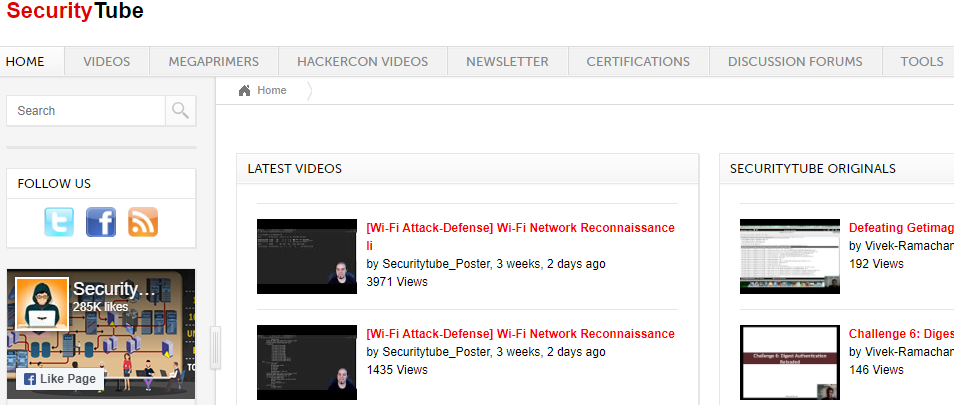 SecurityTube
HOME VIDEOS MEGAPRIMERS HACKERCON VIDEOS NEWSLETTER CERTIFICATIONS DISCUSSION FORUMS TOOLS
Home
Search
FOLLOW US
Security...
285K likes
Like Page
LATEST VIDEOS
[Wi-Fi Attack-Defense] Wi-Fi Network Reconnaissance
Ii
by Securitytube_Poster, 3 weeks, 2 days ago
3971 Views
[Wi-Fi Attack-Defense] Wi-Fi Network Reconnaissance
by Securitytube_Poster, 3 weeks, 2 days ago
1435 Views
SECURITYTUBE ORIGINALS
Defeating Getimag
by Vivek-Ramachan
192 Views
Challenge 6: Digest Authentication
Reloaded
Challenge 6: Diges
by Vivek-Ramachan
146 Views